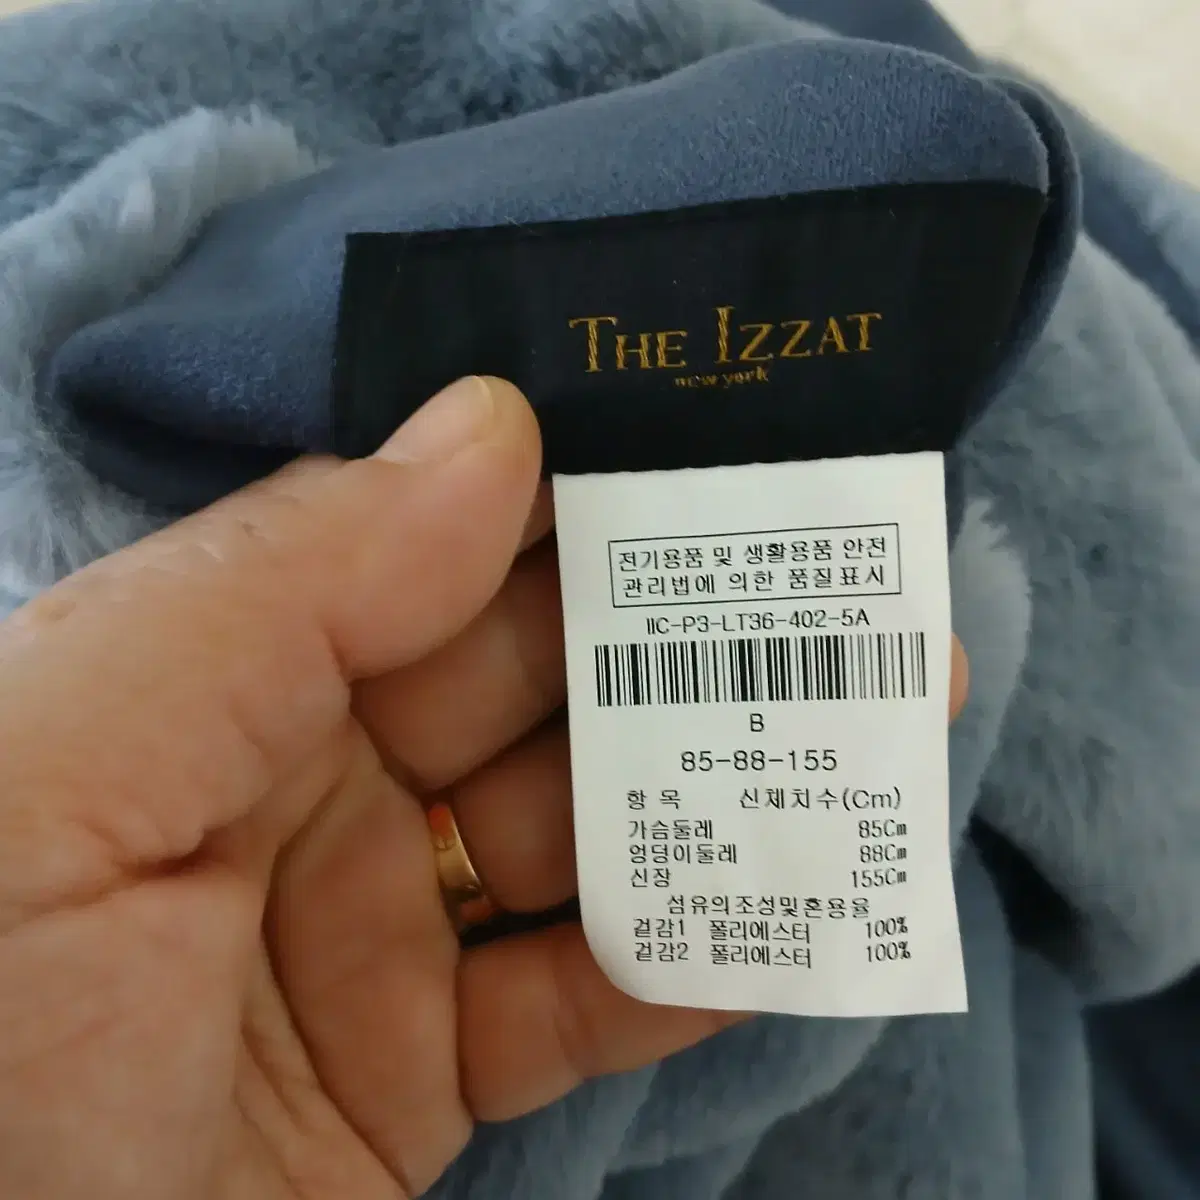 THE IZZAT
new york
전기용품 및 생활용품 안전
관리법에 의한 품질표시
IIC-P3-LT36-402-5A
B
85-88-155
항 목 신체치수(Cm)
가슴둘레 85Cm
엉덩이둘레 88Cm
신장 155Cm
섬유의조성및혼용율
겉감1 폴리에스터 100%
겉감2 폴리에스터 100%